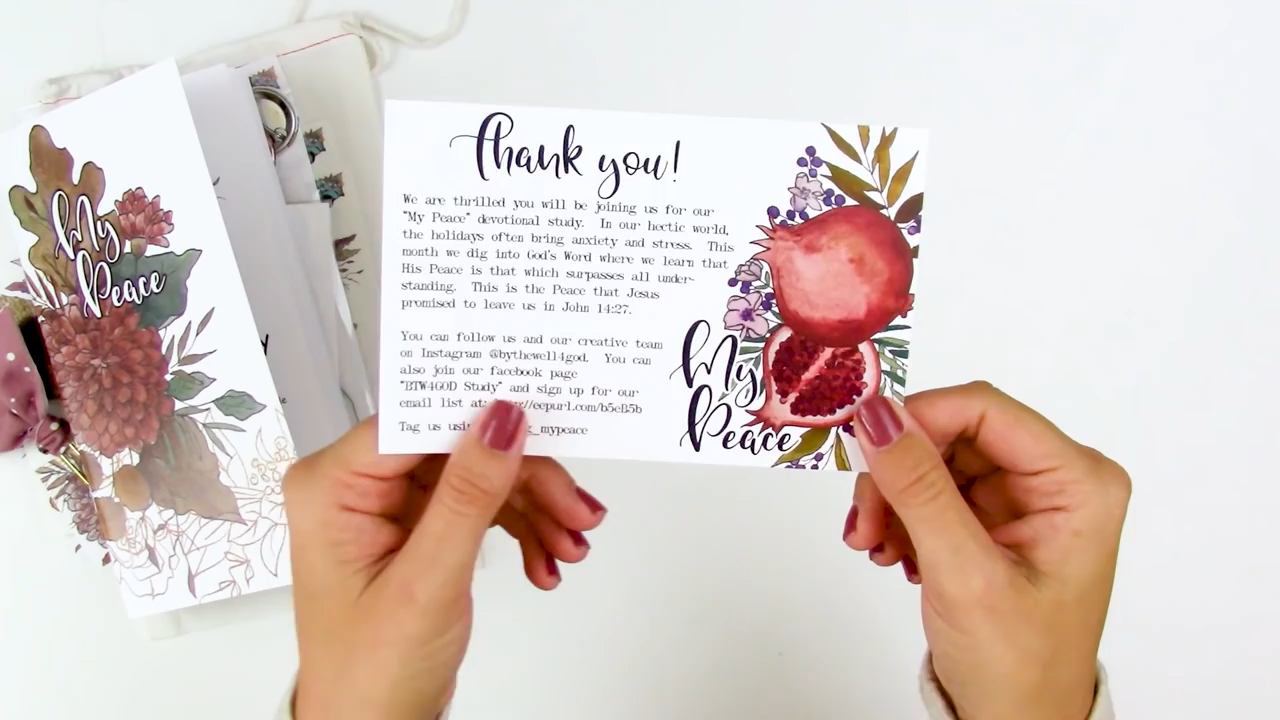 Thank you!
We are thrilled you will be joining us for our
"My Peace" devotional study. In our hectic world,
the holidays often bring anxiety and stress. This
month we dig into God's Word where we learn that
His Peace is that which surpasses all under-
standing. This is the Peace that Jesus
promised to leave us in John 14:27.
You can follow us and our creative team
on Instagram @bythewell4god. You can
also join our facebook page
"BTW4GOD Study" and sign up for our
email list at: //eepurl.com/b5eB5b
Tag us _mypeace
My
Peace
My
Peace